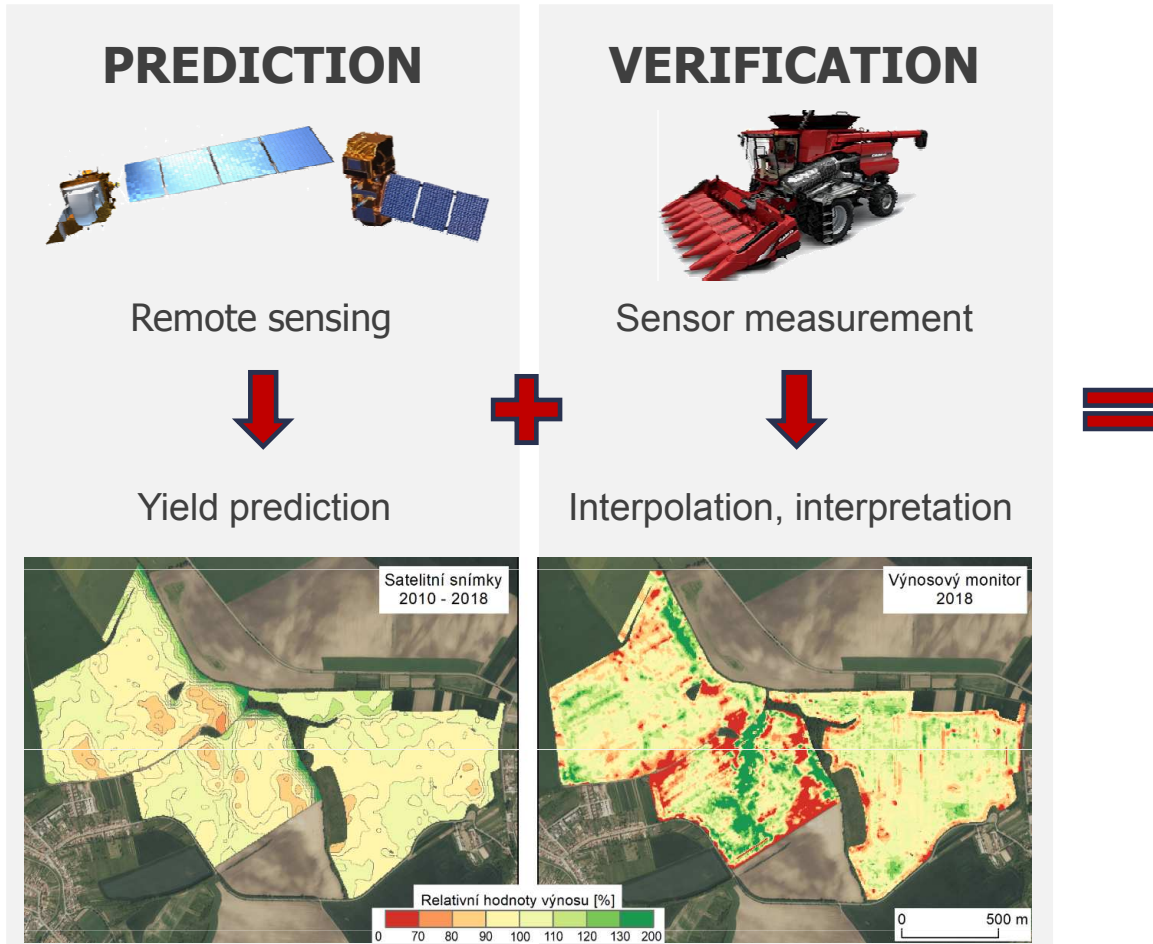 PREDICTION
Remote sensing
Yield prediction
Satelitní snímky
2010 - 2018
VERIFICATION
Sensor measurement
Interpolation, interpretation
Výnosový monitor
2018
Relativní hodnoty výnosu [%]
0 70 80 90 100 110 120 130 200
0 500 m